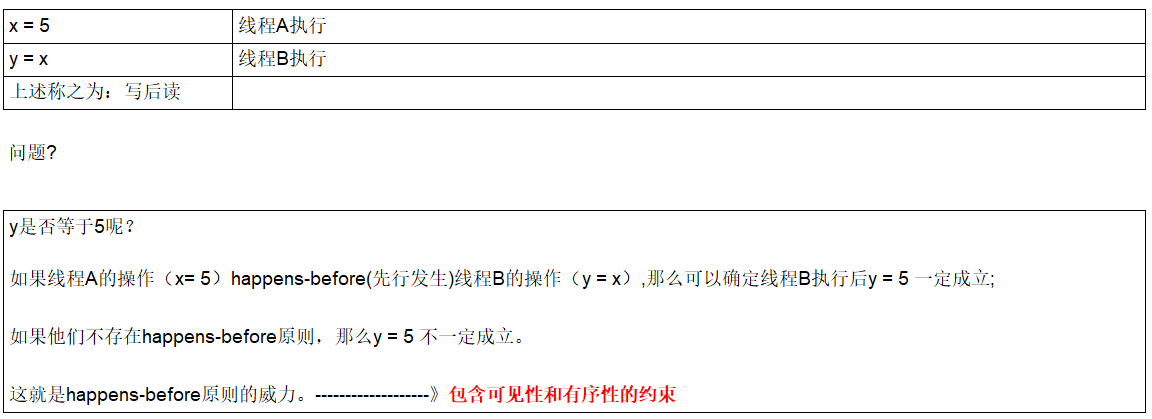 x = 5 线程A执行
y = x 线程B执行
上述称之为：写后读
问题?
y是否等于5呢？
如果线程A的操作（x= 5）happens-before(先行发生)线程B的操作（y = x）,那么可以确定线程B执行后y = 5 一定成立;
如果他们不存在happens-before原则，那么y = 5 不一定成立。
这就是happens-before原则的威力。-------------------》包含可见性和有序性的约束